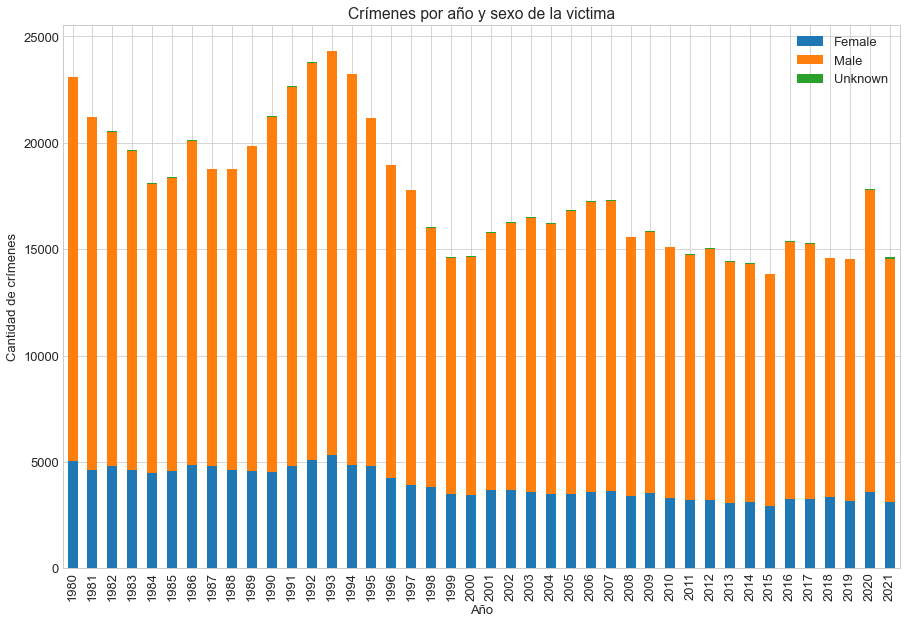 Crímenes por año y sexo de la victima
Female
Male
Unknown
25000
20000
15000
10000
5000
0
Cantidad de crímenes
1980 1981 1982 1983 1984 1985 1986 1987 1988 1989 1990 1991 1992 1993 1994 1995 1996 1997 1998 1999 2000 2001 2002 2003 2004 2005 2006 2007 2008 2009 2010 2011 2012 2013 2014 2015 2016 2017 2018 2019 2020 2021
Año